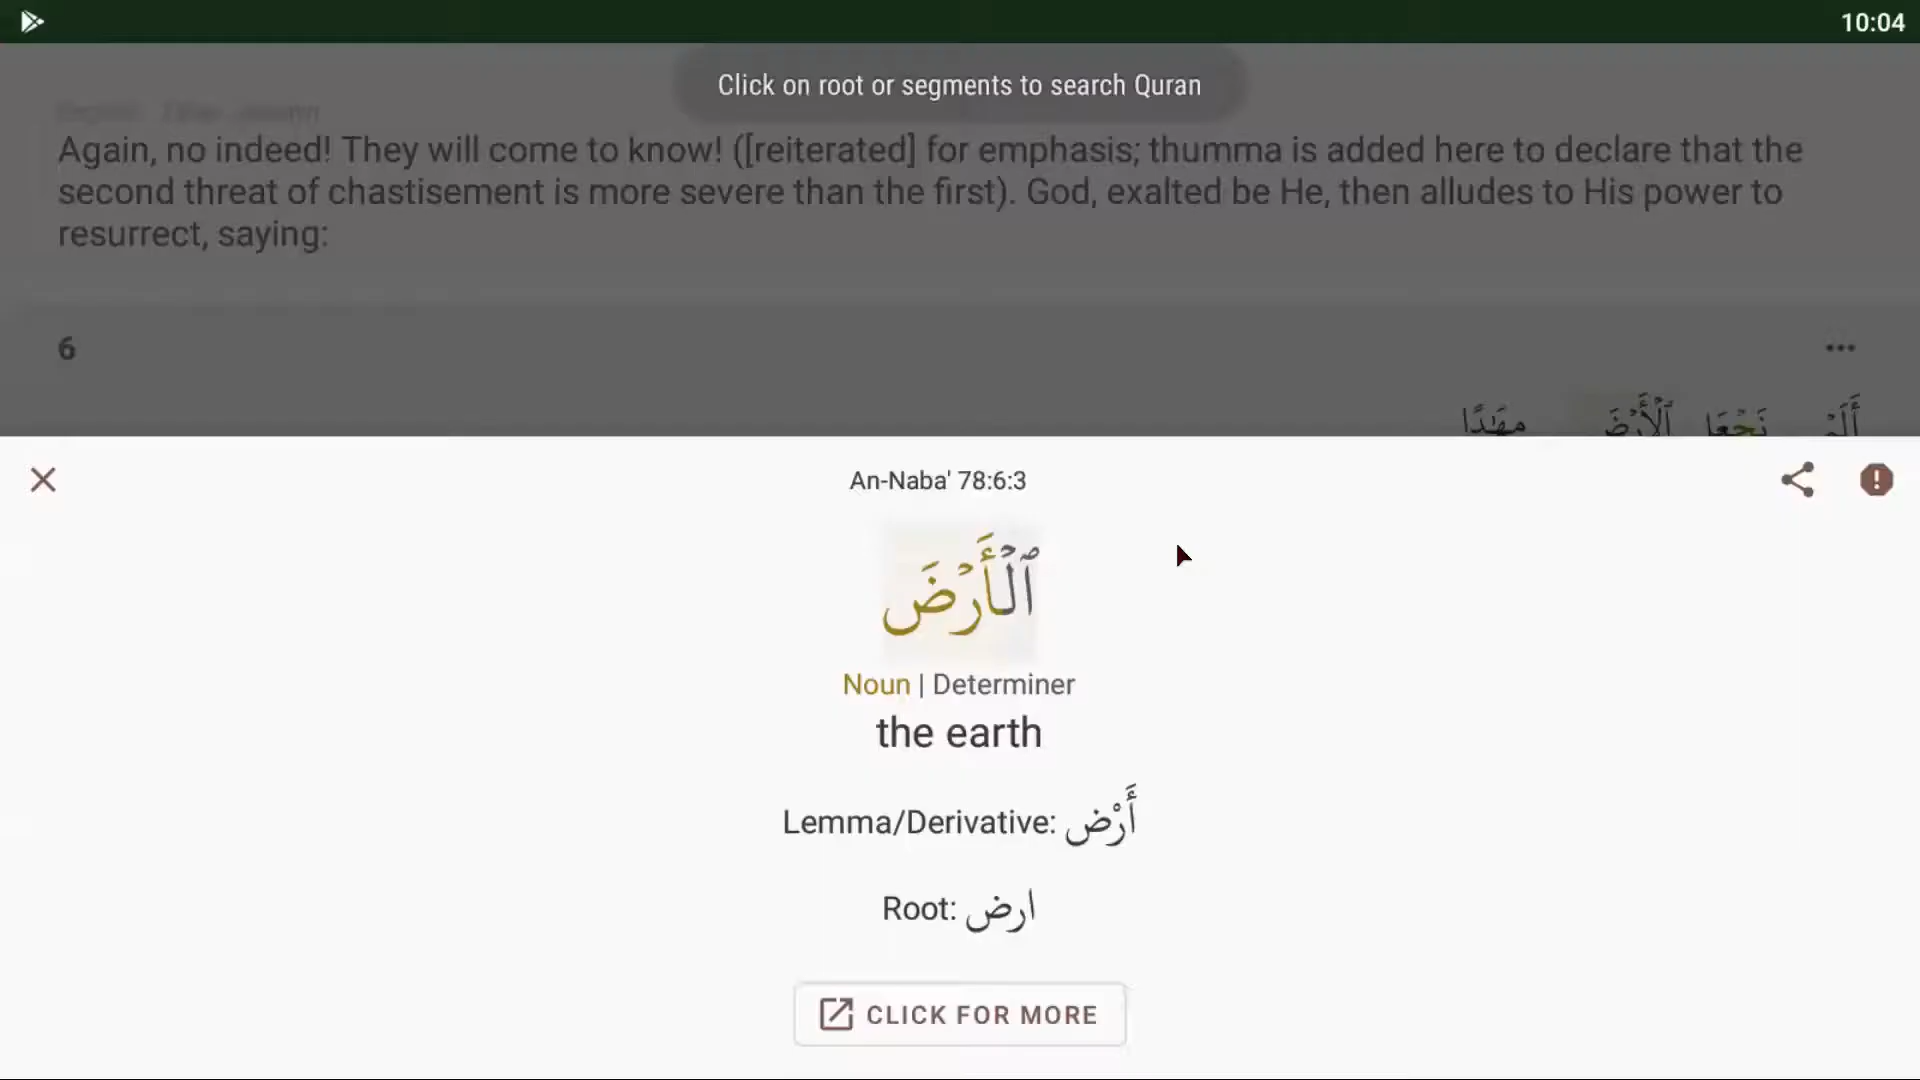 10:04
Click on root or segments to search Quran
Again, no indeed! They will come to know! ([reiterated] for emphasis; thumma is added here to declare that the
second threat of chastisement is more severe than the first). God, exalted be He, then alludes to His power to
resurrect, saying:
6
أَلَمْ نَجْعَلِ ٱلْأَرْضَ مِهَٰدًا
An-Naba' 78:6:3
ٱلْأَرْضَ
Noun | Determiner
the earth
Lemma/Derivative: أَرْض
Root: ارض
CLICK FOR MORE